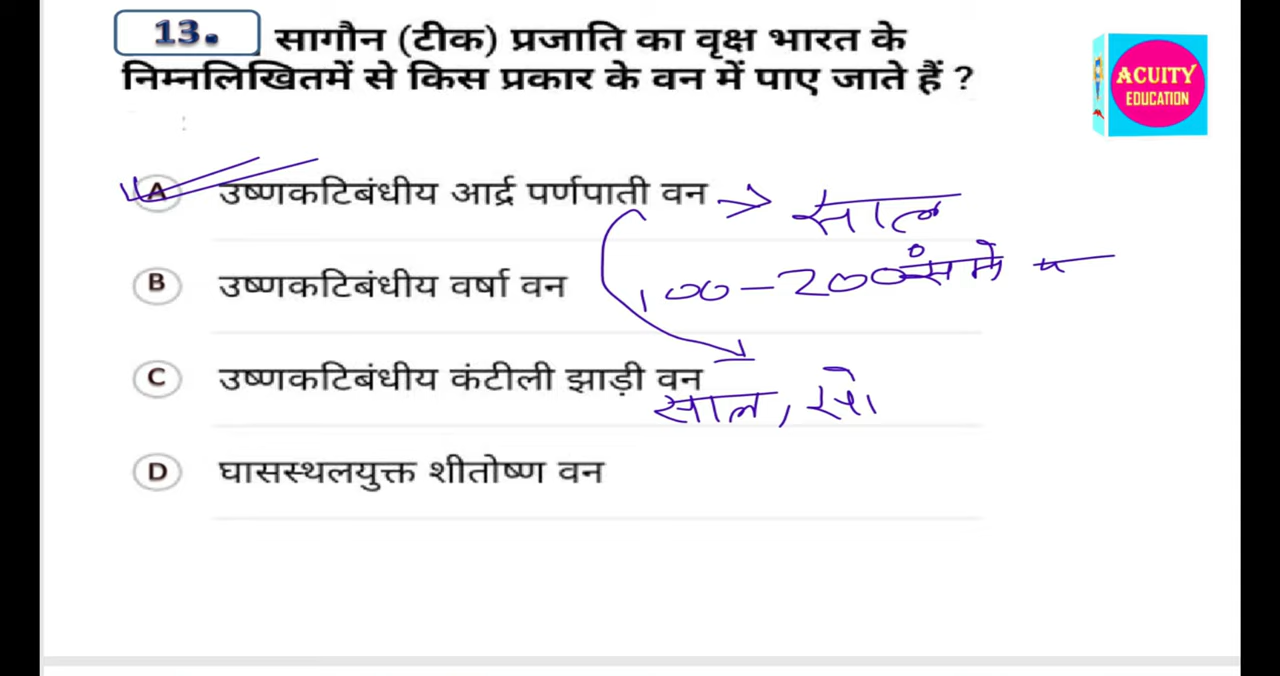 13. सागौन (टीक) प्रजाति का वृक्ष भारत के
निम्नलिखितमें से किस प्रकार के वन में पाए जाते हैं ?
ACUITY
EDUCATION
A उष्णकटिबंधीय आर्द्र पर्णपाती वन
साल
B उष्णकटिबंधीय वर्षा वन
100-200 सेमी
C उष्णकटिबंधीय कंटीली झाड़ी वन
साल,
D घासस्थलयुक्त शीतोष्ण वन